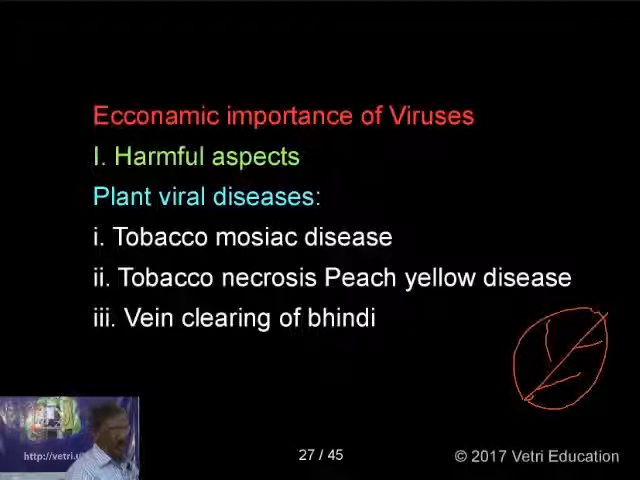 Ecconamic importance of Viruses
I. Harmful aspects
Plant viral diseases:
i. Tobacco mosiac disease
ii. Tobacco necrosis Peach yellow disease
iii. Vein clearing of bhindi
http://vetri.
27 / 45
© 2017 Vetri Education